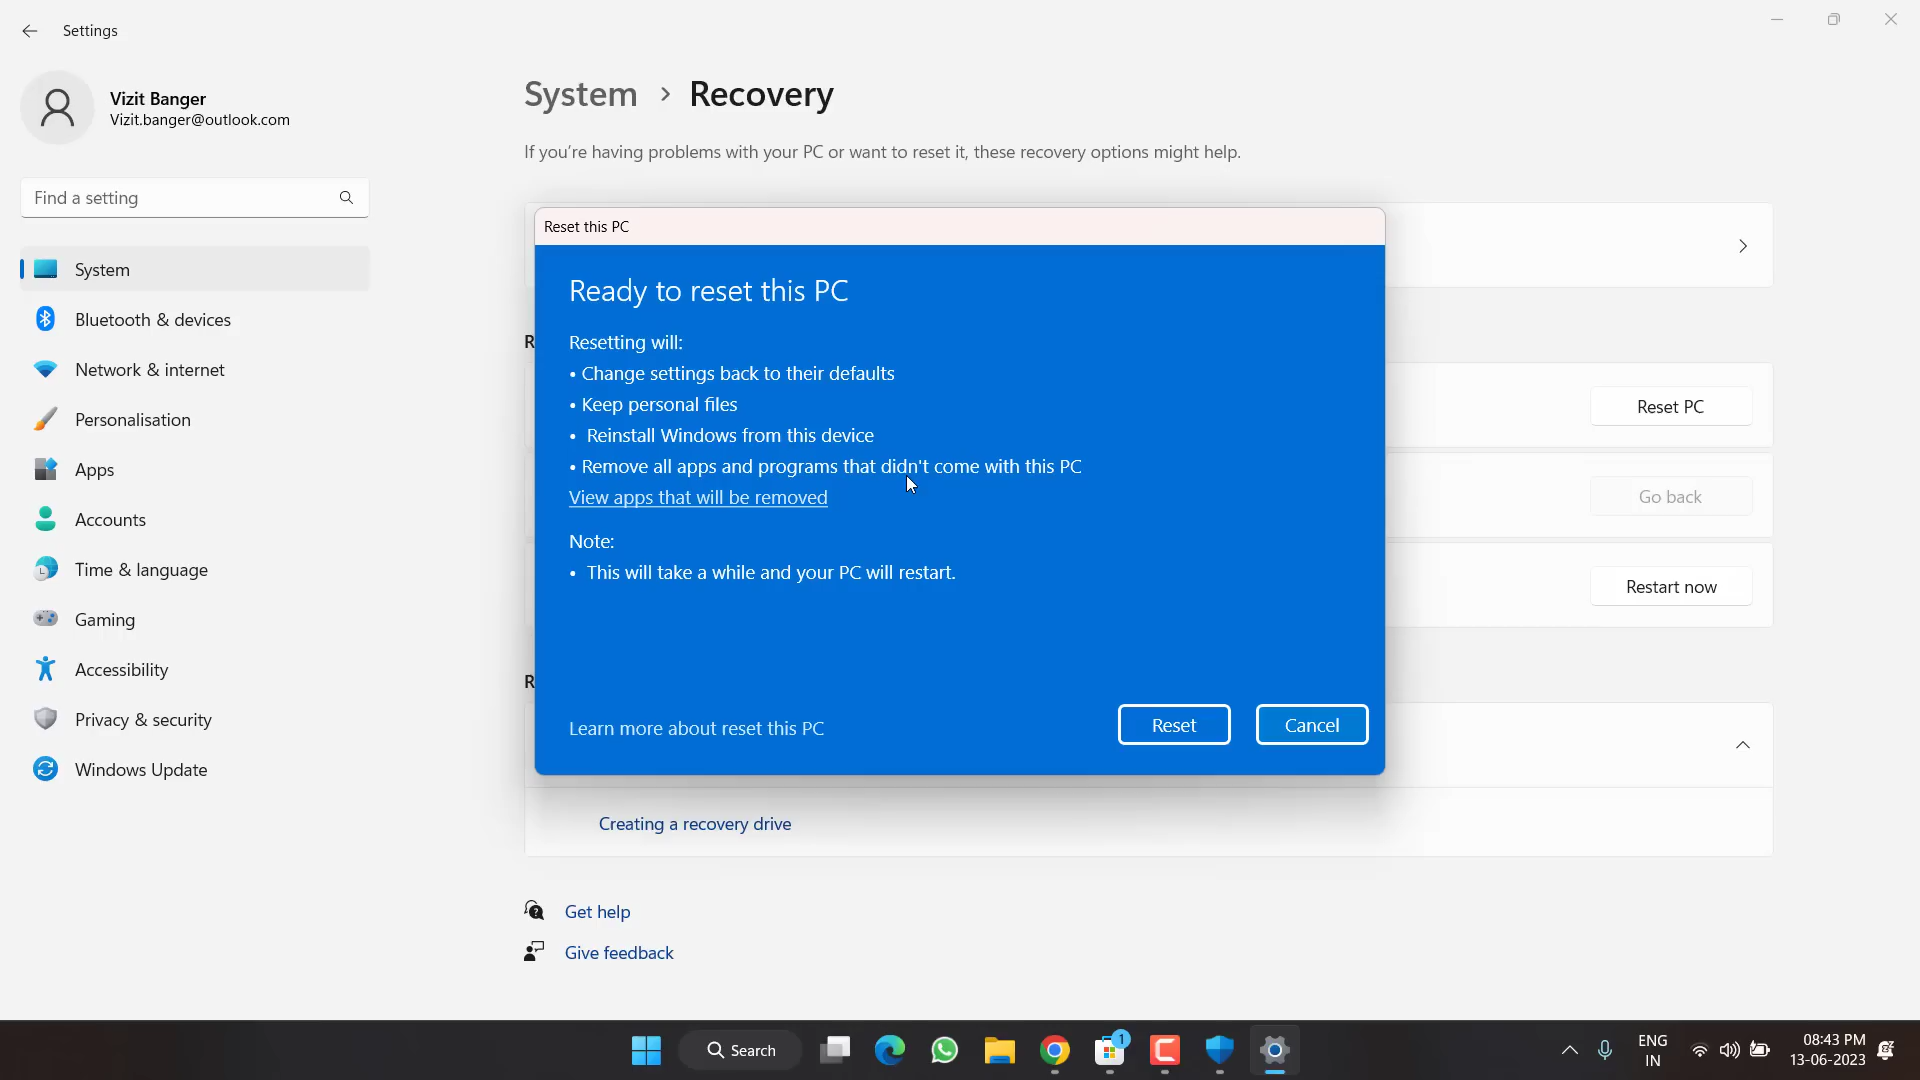 Settings
Vizit Banger
Vizit.banger@outlook.com
Find a setting
System
Bluetooth & devices
Network & internet
Personalisation
Apps
Accounts
Time & language
Gaming
Accessibility
Privacy & security
Windows Update
System > Recovery
If you're having problems with your PC or want to reset it, these recovery options might help.
Reset this PC
Ready to reset this PC
Resetting will:
• Change settings back to their defaults
• Keep personal files
• Reinstall Windows from this device
• Remove all apps and programs that didn't come with this PC
View apps that will be removed
Note:
• This will take a while and your PC will restart.
Learn more about reset this PC
Reset
Cancel
R
Reset PC
Go back
Restart now
R
Creating a recovery drive
Get help
Give feedback
Search
1
ENG
IN
08:43 PM
13-06-2023